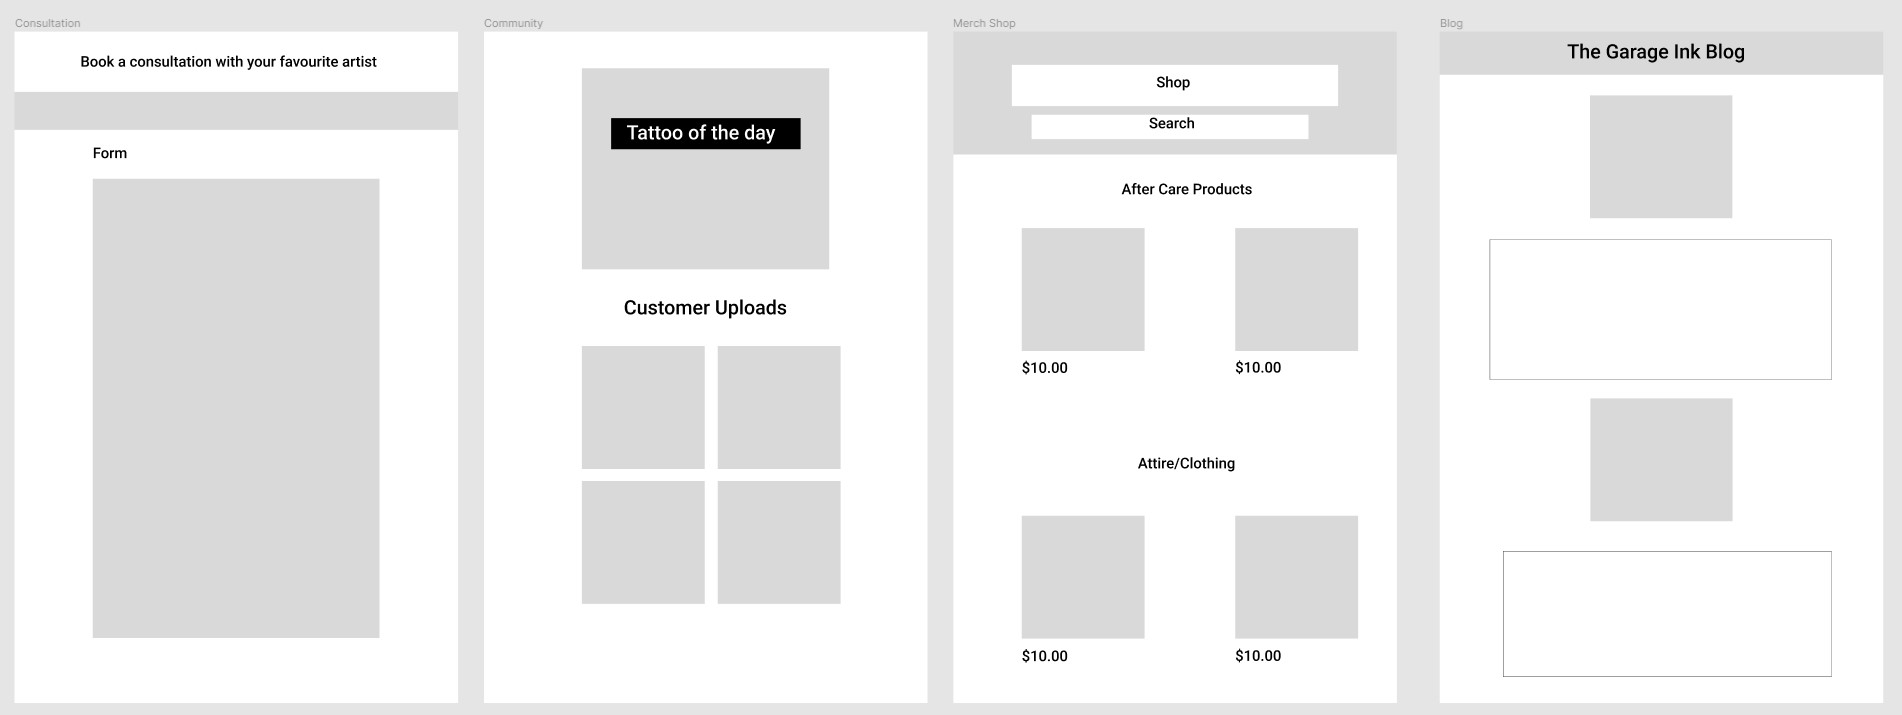 Consultation
Book a consultation with your favourite artist
Form
Community
Tattoo of the day
Customer Uploads
Merch Shop
Shop
Search
After Care Products
$10.00
$10.00
Attire/Clothing
$10.00
$10.00
Blog
The Garage Ink Blog